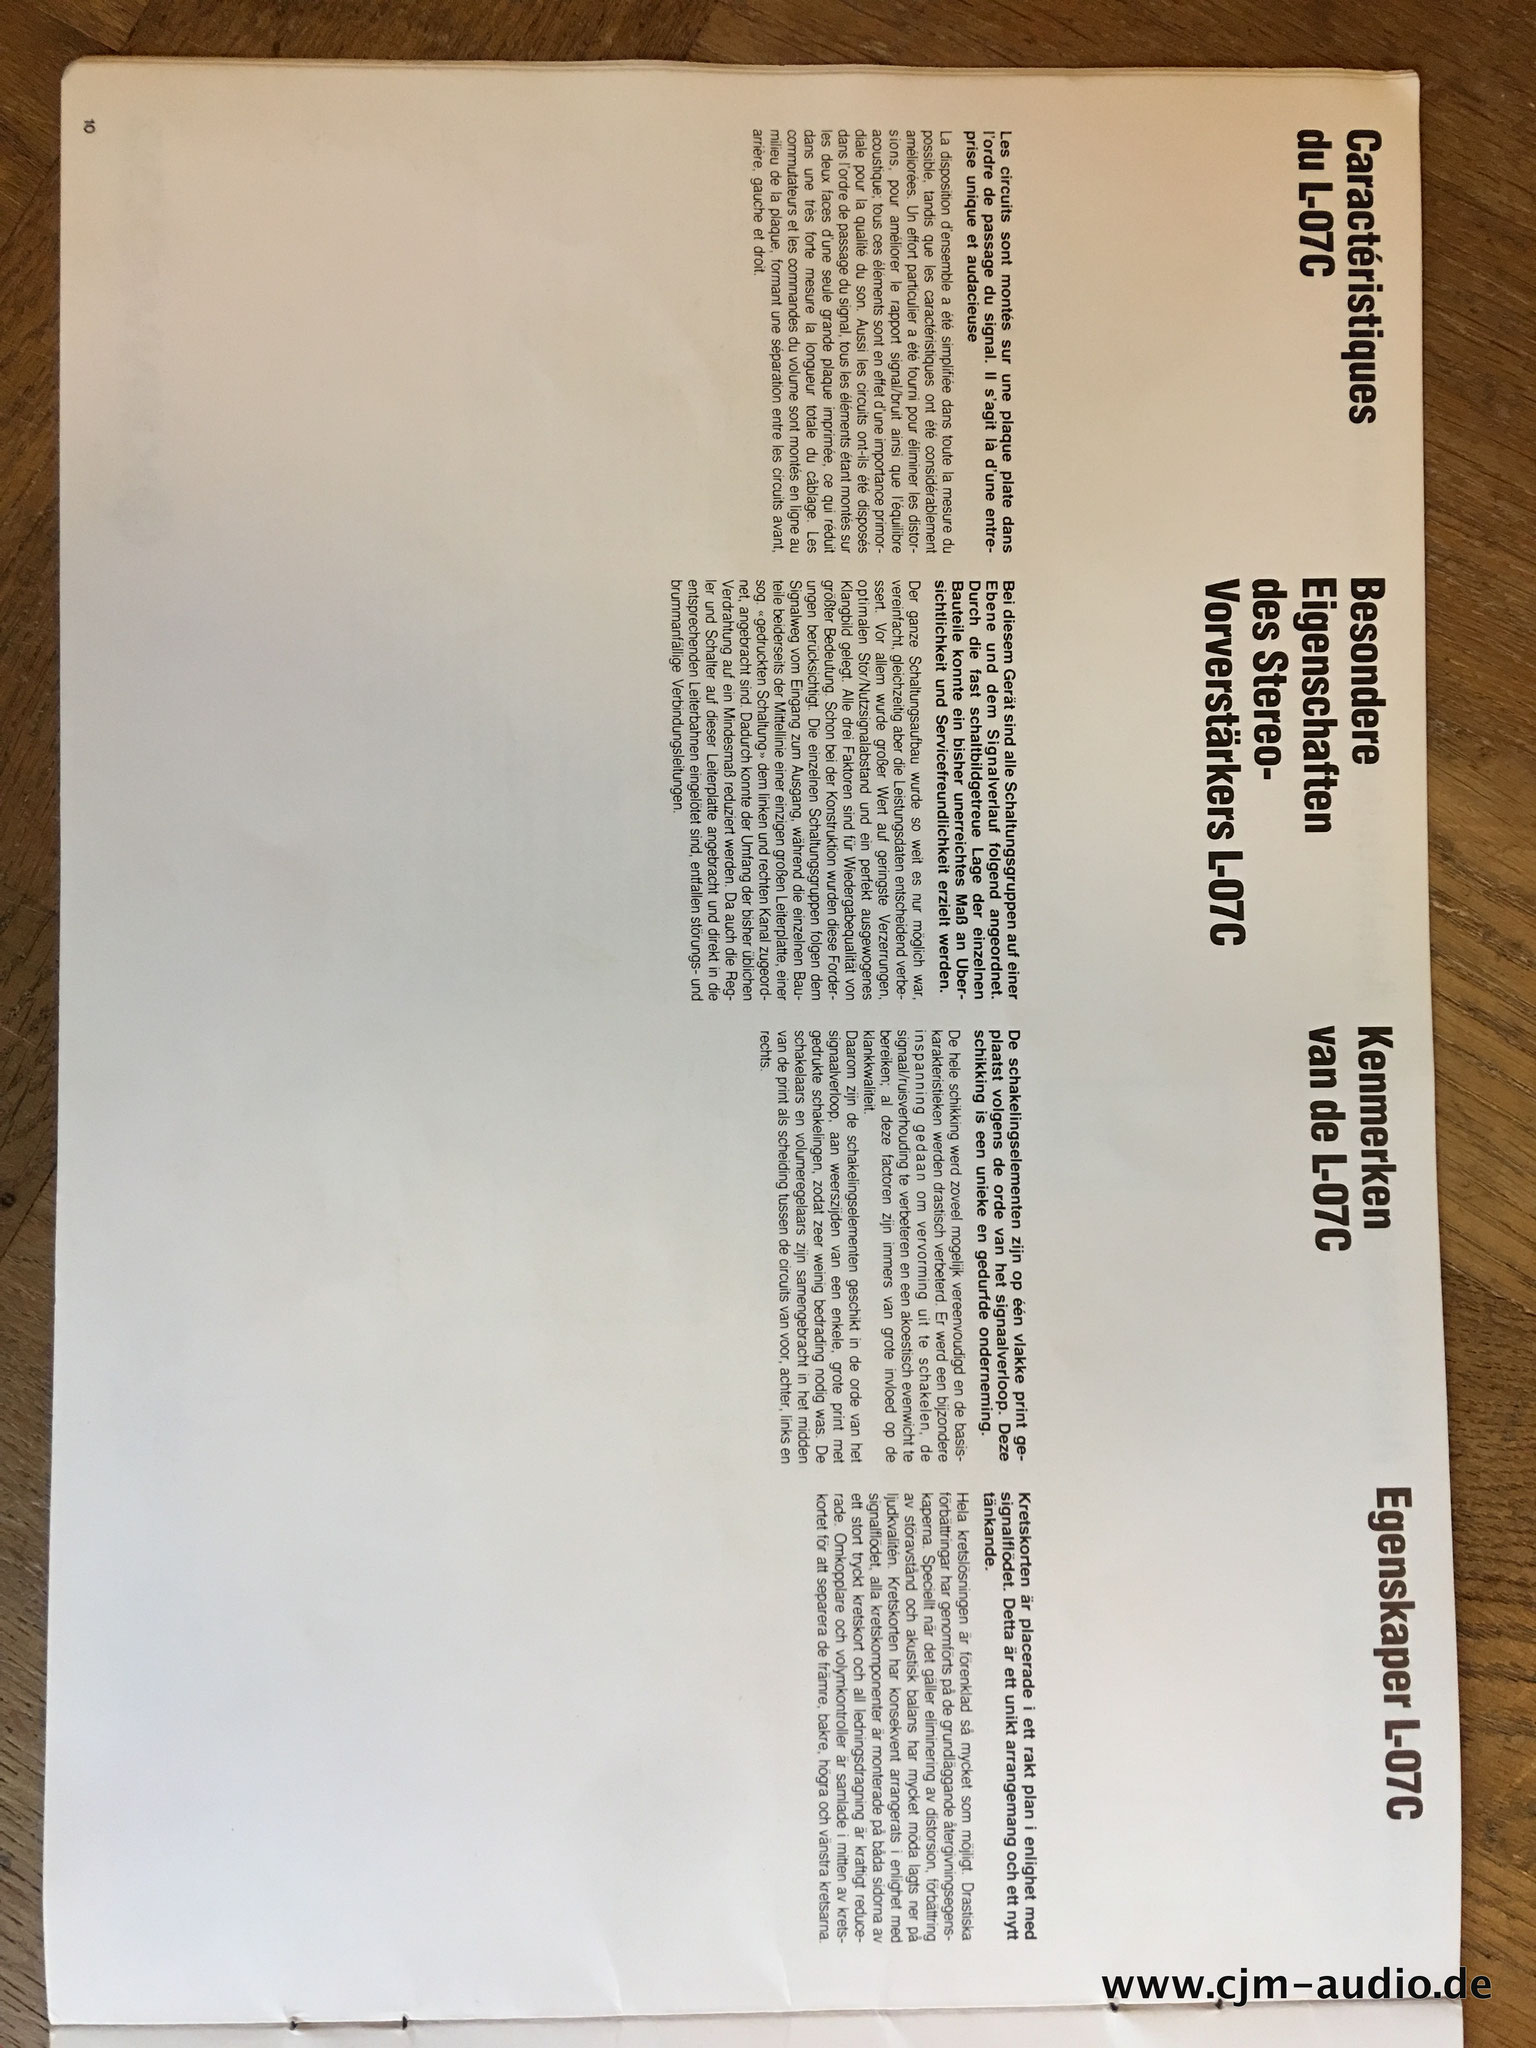 Caractéristiques
du L-07C
Les circuits sont montés sur une plaque plate dans
l'ordre de passage du signal. Il s'agit là d'une entre-
prise unique et audacieuse
La disposition d'ensemble a été simplifiée dans toute la mesure du
possible, tandis que les caractéristiques ont été considérablement
améliorées. Un effort particulier a été fourni pour éliminer les distor-
sions, pour améliorer le rapport signal/bruit ainsi que l'équilibre
acoustique; tous ces éléments sont en effet d'une importance primor-
diale pour la qualité du son. Aussi les circuits ont-ils été disposés
dans l'ordre de passage du signal, tous les éléments étant montés sur
les deux faces d'une seule grande plaque imprimée, ce qui réduit
dans une très forte mesure la longueur totale du câblage. Les
commutateurs et les commandes du volume sont montés en ligne au
milieu de la plaque, formant une séparation entre les circuits avant,
arrière, gauche et droit.
Besondere
Eigenschaften
des Stereo-
Vorverstärkers L-07C
Bei diesem Gerät sind alle Schaltungsgruppen auf einer
Ebene und dem Signalverlauf folgend angeordnet.
Durch die fast schaltbildgetreue Lage der einzelnen
Bauteile konnte ein bisher unerreichtes Maß an Über-
sichtlichkeit und Servicefreundlichkeit erzielt werden.
Der ganze Schaltungsaufbau wurde so weit es nur möglich war,
vereinfacht, gleichzeitig aber die Leistungsdaten entscheidend verbe-
ssert. Vor allem wurde großer Wert auf geringste Verzerrungen,
optimalen Stör/Nutzsignalabstand und ein perfekt ausgewogenes
Klangbild gelegt. Alle drei Faktoren sind für Wiedergabequalität von
größter Bedeutung. Schon bei der Konstruktion wurden diese Forder-
ungen berücksichtigt. Die einzelnen Schaltungsgruppen folgen dem
Signalweg vom Eingang zum Ausgang, während die einzelnen Bau-
teile beiderseits der Mittellinie einer einzigen großen Leiterplatte, einer
sog. «gedruckten Schaltung» dem linken und rechten Kanal zugeord-
net, angebracht sind. Dadurch konnte der Umfang der bisher üblichen
Verdrahtung auf ein Mindesmaß reduziert werden. Da auch die Reg-
ler und Schalter auf dieser Leiterplatte angebracht und direkt in die
entsprechenden Leiterbahnen eingelötet sind, entfallen störungs- und
brummanfällige Verbindungsleitungen.
Kenmerken
van de L-07C
De schakelingselementen zijn op één vlakke print ge-
plaatst volgens de orde van het signaalverloop. Deze
schikking is een unieke en gedurfde onderneming.
De hele schikking werd zoveel mogelijk vereenvoudigd en de basis-
karakteristieken werden drastisch verbeterd. Er werd een bijzondere
inspanning gedaan om vervorming uit te schakelen, de
signaal/ruisverhouding te verbeteren en een akoestisch evenwicht te
bereiken; al deze factoren zijn immers van grote invloed op de
klankkwaliteit.
Daarom zijn de schakelingselementen geschikt in de orde van het
signaalverloop, aan weerszijden van een enkele, grote print met
gedrukte schakelingen, zodat zeer weinig bedrading nodig was. De
schakelaars en volumeregelaars zijn samengebracht in het midden
van de print als scheiding tussen de circuits van voor, achter, links en
rechts.
Egenskaper L-07C
Kretskorten är placerade i ett rakt plan i enlighet med
signalflödet. Detta är ett unikt arrangemang och ett nytt
tänkande.
Hela kretslösningen är förenklad så mycket som möjligt. Drastiska
förbättringar har genomförts på de grundläggande återgivningsegens-
kaperna. Speciellt när det gäller eliminering av distorsion, förbättring
av störavstånd och akustisk balans har mycket möda lagts ner på
ljudkvalitén. Kretskorten har konsekvent arrangerats i enlighet med
signalflödet, alla kretskomponenter är monterade på båda sidorna av
ett stort tryckt kretskort och all ledningsdragning är kraftigt reduce-
rade. Omkopplare och volymkontroller är samlade i mitten av krets-
kortet för att separera de främre, bakre, högra och vänstra kretsarna.
10
www.cjm-audio.de